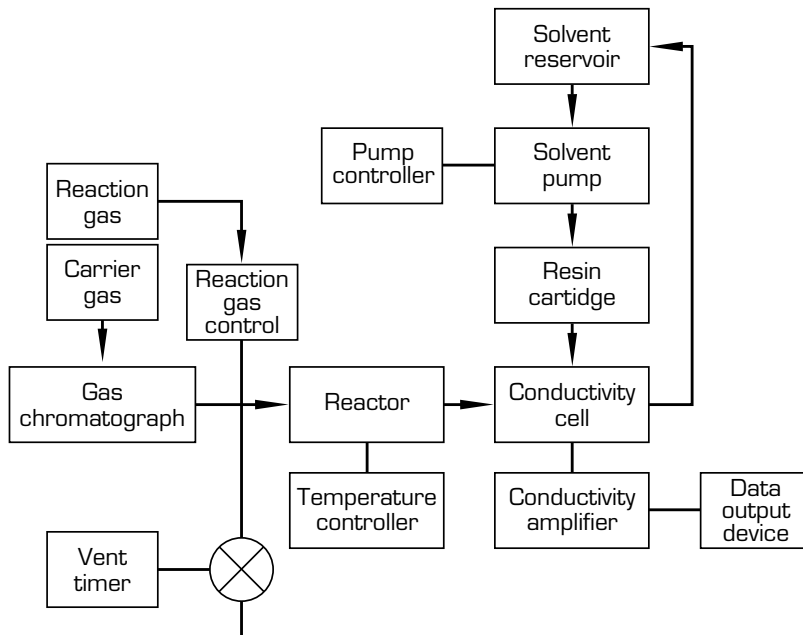 Solvent
reservoir
Pump
controller
Solvent
pump
Reaction
gas
Carrier
gas
Reaction
gas
control
Resin
cartidge
Gas
chromatograph
Reactor
Conductivity
cell
Temperature
controller
Conductivity
amplifier
Data
output
device
Vent
timer